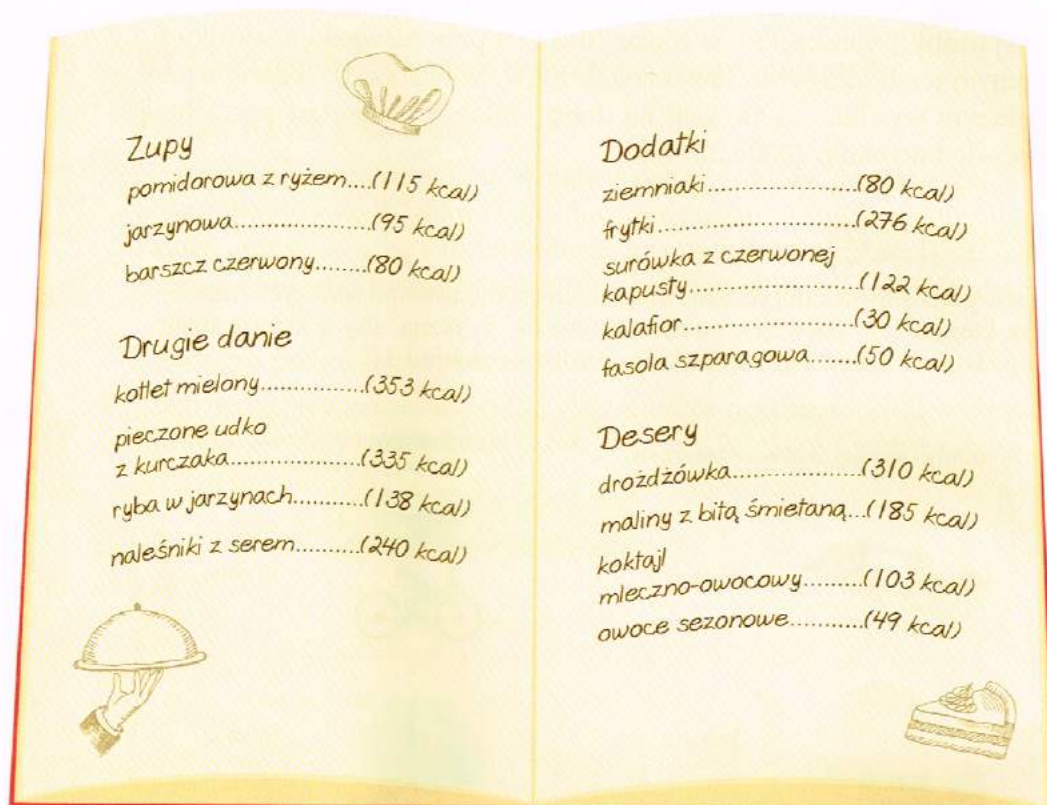 Zupy
pomidorowa z ryżem....(115 kcal)
jarzynowa....................(95 kcal)
barszcz czerwony........(80 kcal)
Drugie danie
kotlet mielony...............(353 kcal)
pieczone udko
z kurczaka...................(335 kcal)
ryba w jarzynach..........(138 kcal)
naleśniki z serem..........(240 kcal)
Dodatki
ziemniaki.......................(80 kcal)
frytki.............................(276 kcal)
surówka z czerwonej
kapusty.........................(122 kcal)
kalafior.........................(30 kcal)
fasola szparagowa.......(50 kcal)
Desery
drożdżówka...................(310 kcal)
maliny z bitą śmietaną...(185 kcal)
koktajl
mleczno-owocowy.........(103 kcal)
owoce sezonowe...........(49 kcal)